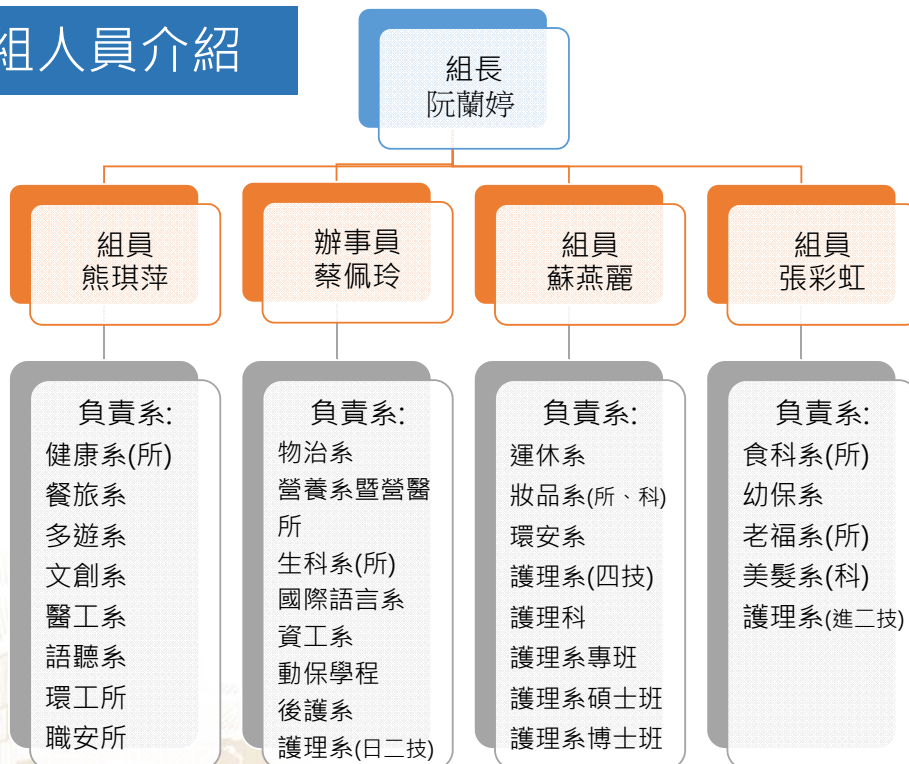 組人員介紹
組長
阮蘭婷
組員
熊琪萍
辦事員
蔡佩玲
組員
蘇燕麗
組員
張彩虹
負責系:
健康系(所)
餐旅系
多遊系
文創系
醫工系
語聽系
環工所
職安所
負責系:
物治系
營養系暨營醫
所
生科系(所)
國際語言系
資工系
動保學程
後護系
護理系(日二技)
負責系:
運休系
妝品系(所、科)
環安系
護理系(四技)
護理科
護理系專班
護理系碩士班
護理系博士班
負責系:
食科系(所)
幼保系
老福系(所)
美髮系(科)
護理系(進二技)